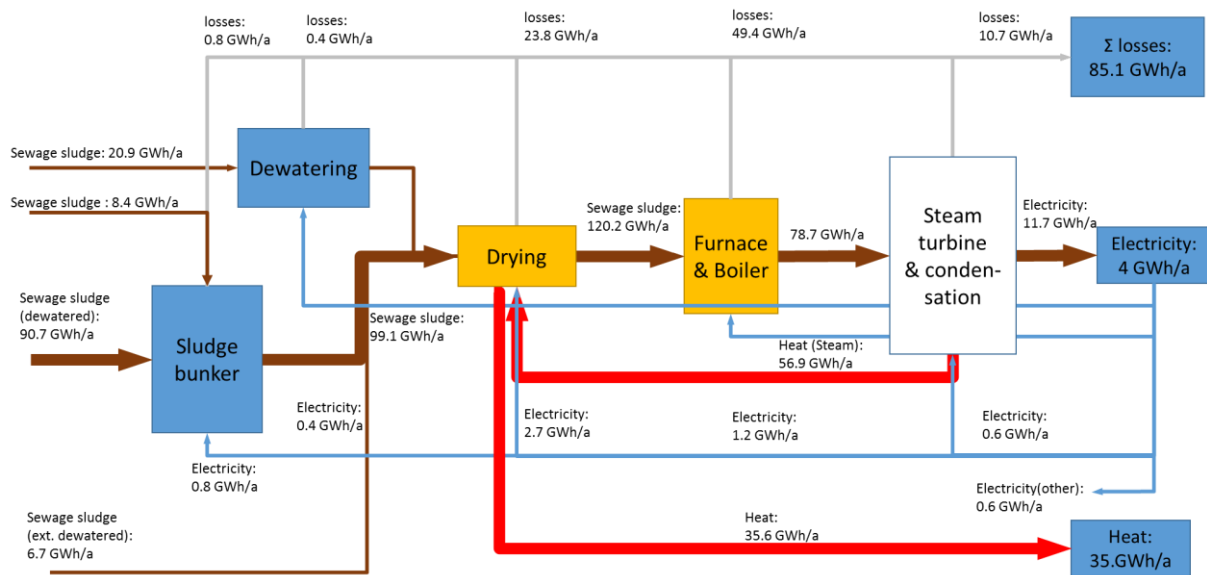 losses:
0.8 GWh/a
losses:
0.4 GWh/a
losses:
23.8 GWh/a
losses:
49.4 GWh/a
losses:
10.7 GWh/a
Σ losses:
85.1 GWh/a
Sewage sludge: 20.9 GWh/a
Dewatering
Sewage sludge : 8.4 GWh/a
Sewage sludge
(dewatered):
90.7 GWh/a
Sludge
bunker
Sewage sludge:
99.1 GWh/a
Drying
Sewage sludge:
120.2 GWh/a
Furnace
& Boiler
78.7 GWh/a
Steam
turbine
& conden-
sation
Electricity:
11.7 GWh/a
Electricity:
4 GWh/a
Heat (Steam):
56.9 GWh/a
Electricity:
0.4 GWh/a
Electricity:
2.7 GWh/a
Electricity:
1.2 GWh/a
Electricity:
0.6 GWh/a
Electricity:
0.8 GWh/a
Electricity(other):
0.6 GWh/a
Sewage sludge
(ext. dewatered):
6.7 GWh/a
Heat:
35.6 GWh/a
Heat:
35.GWh/a